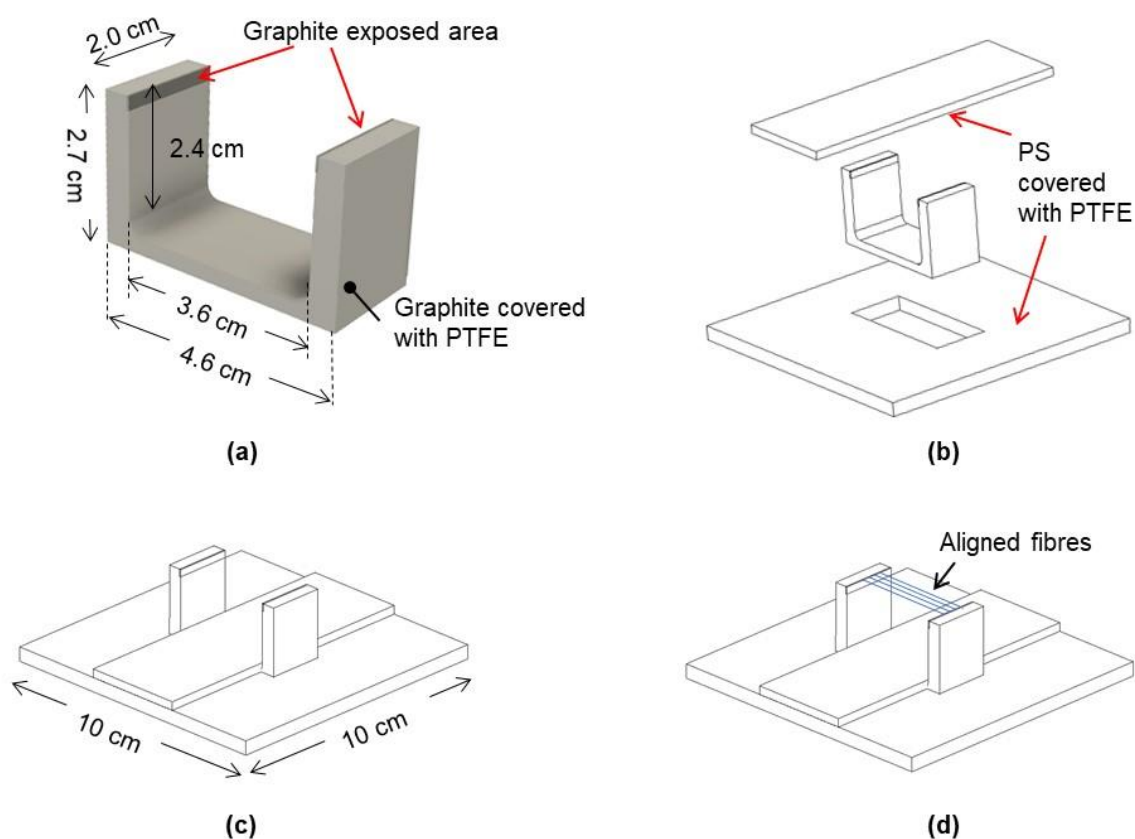 2.0 cm
Graphite exposed area
2.7 cm
2.4 cm
3.6 cm
4.6 cm
Graphite covered
with PTFE
(a)
PS
covered
with PTFE
(b)
10 cm
10 cm
(c)
Aligned fibres
(d)